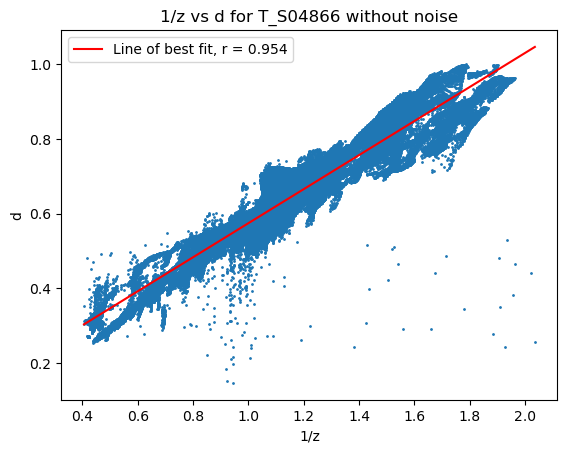 1/z vs d for T_S04866 without noise
Line of best fit, r = 0.954
1.0
0.8
0.6
0.4
0.2
d
0.4 0.6 0.8 1.0 1.2 1.4 1.6 1.8 2.0
1/z